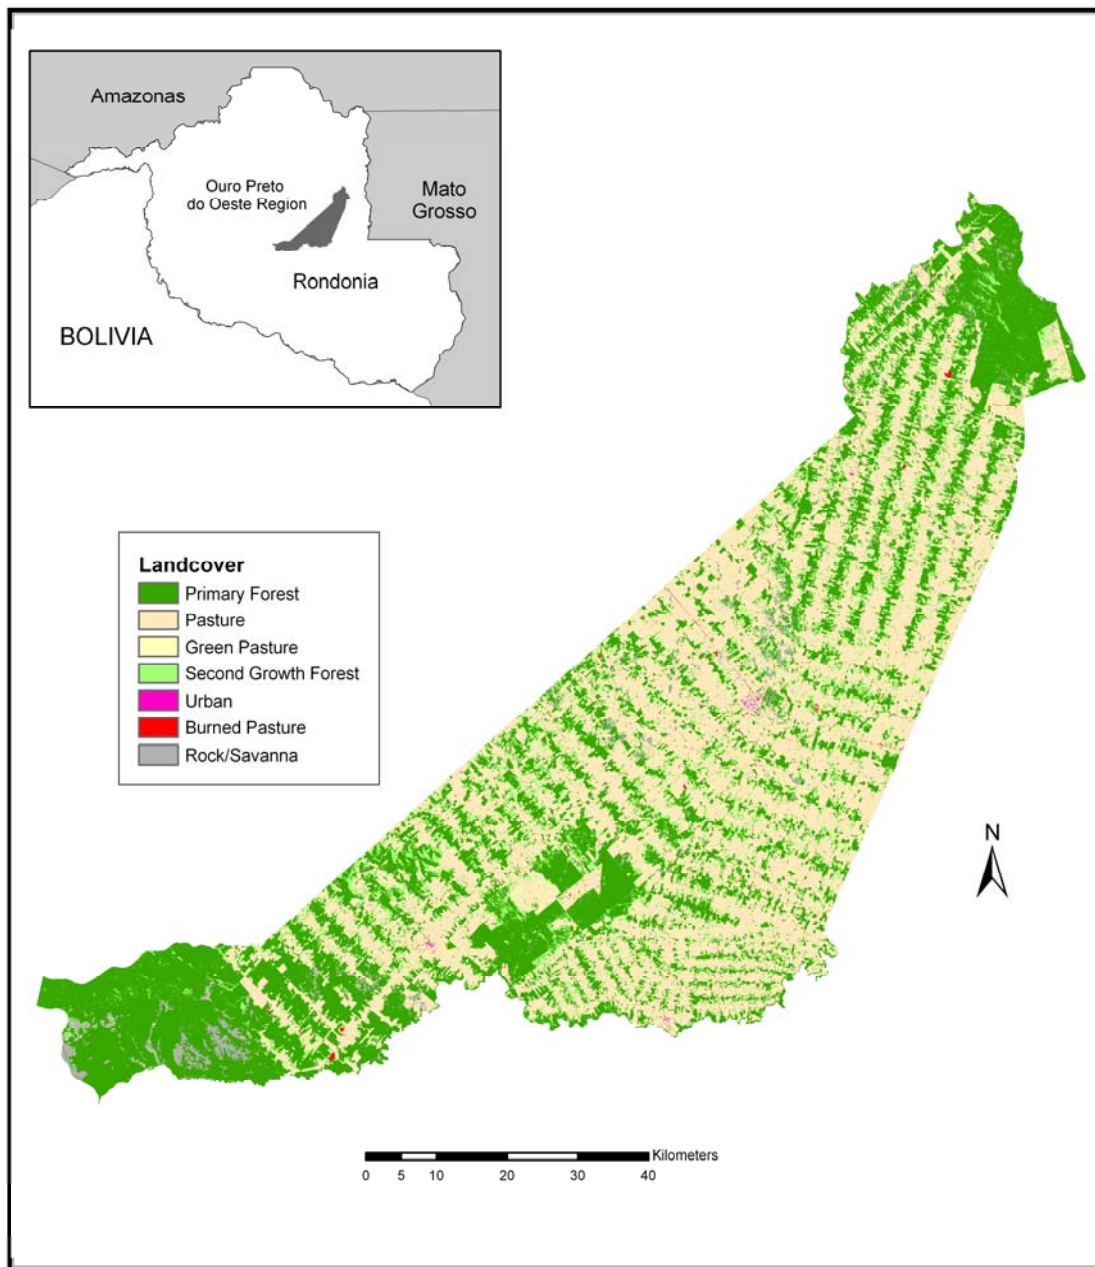 Amazonas
Ouro Preto
do Oeste Region
Mato
Grosso
Rondonia
BOLIVIA
Landcover
Primary Forest
Pasture
Green Pasture
Second Growth Forest
Urban
Burned Pasture
Rock/Savanna
N
Kilometers
0 5 10 20 30 40